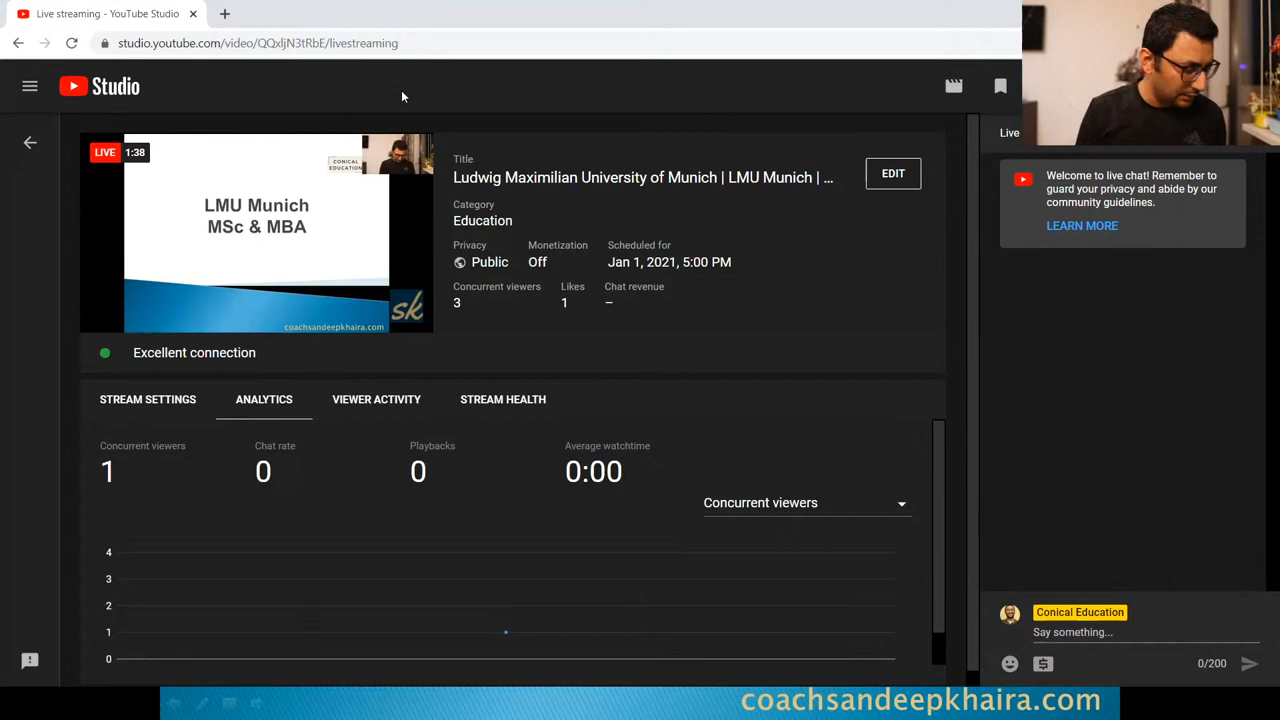 Live streaming - YouTube Studio
studio.youtube.com/video/QQxljN3tRbE/livestreaming
Studio
LIVE 1:38
CONICAL
EDUCATION
LMU Munich
MSc & MBA
sk
coachsandeepkhaira.com
Title
Ludwig Maximilian University of Munich | LMU Munich | ...
EDIT
Category
Education
Privacy Monetization Scheduled for
Public Off Jan 1, 2021, 5:00 PM
Concurrent viewers Likes Chat revenue
3 1 –
Excellent connection
STREAM SETTINGS ANALYTICS VIEWER ACTIVITY STREAM HEALTH
Concurrent viewers Chat rate Playbacks Average watchtime
1 0 0 0:00
Concurrent viewers
4
3
2
1
0
Live
Welcome to live chat! Remember to
guard your privacy and abide by our
community guidelines.
LEARN MORE
Conical Education
Say something...
0/200
coachsandeepkhaira.com